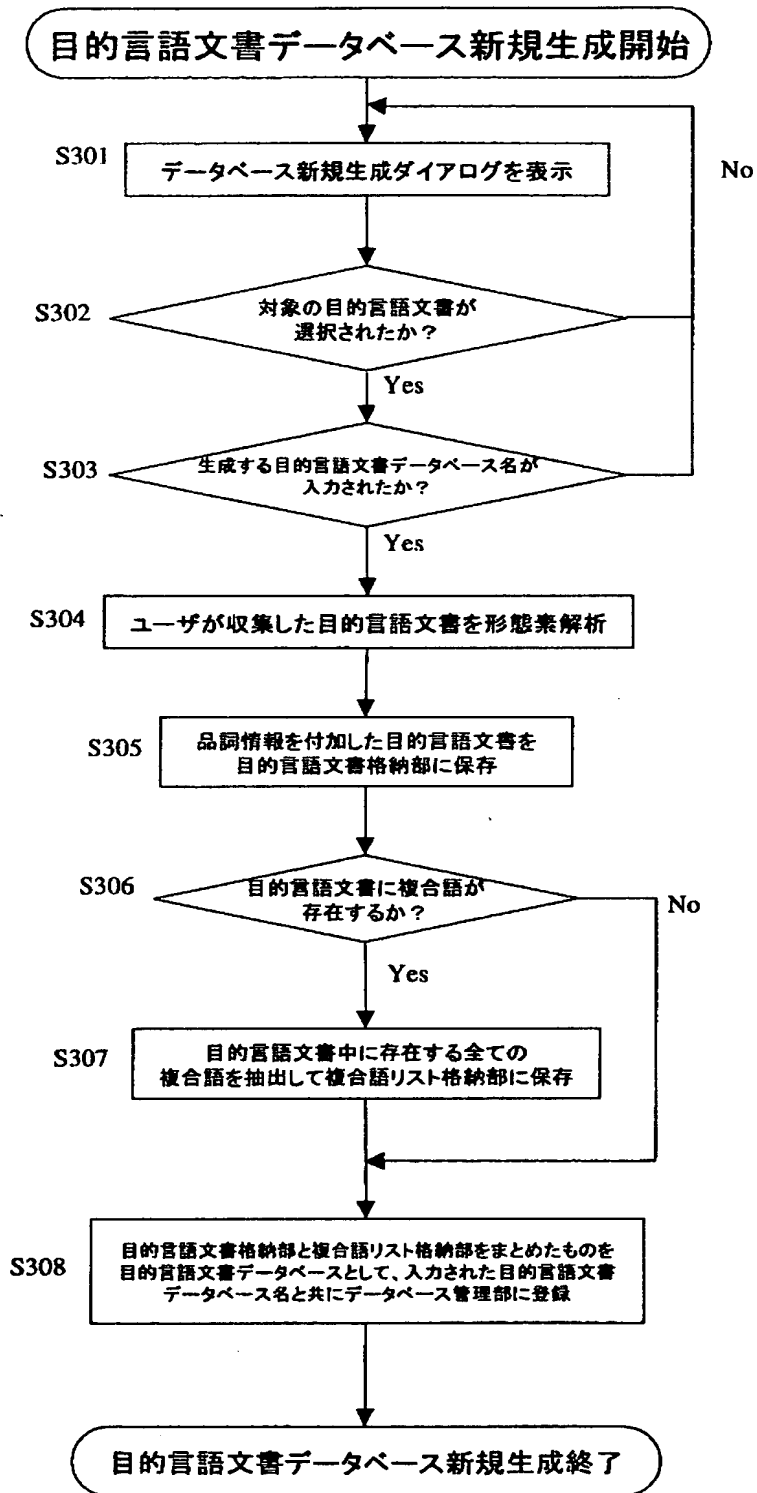 目的言語文書データベース新規生成開始
S301
データベース新規生成ダイアログを表示
No
S302
対象の目的言語文書が
選択されたか？
Yes
S303
生成する目的言語文書データベース名が
入力されたか？
Yes
S304
ユーザが収集した目的言語文書を形態素解析
S305
品詞情報を付加した目的言語文書を
目的言語文書格納部に保存
S306
目的言語文書に複合語が
存在するか？
No
Yes
S307
目的言語文書中に存在する全ての
複合語を抽出して複合語リスト格納部に保存
S308
目的言語文書格納部と複合語リスト格納部をまとめたものを
目的言語文書データベースとして、入力された目的言語文書
データベース名と共にデータベース管理部に登録
目的言語文書データベース新規生成終了